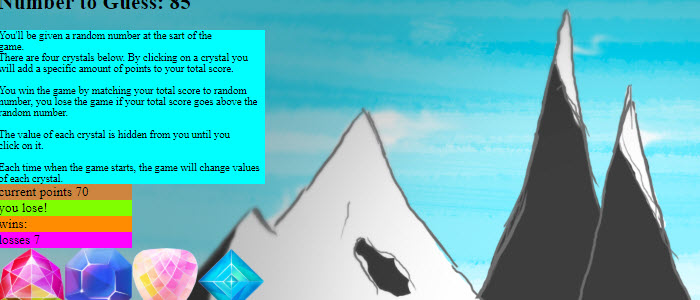 Number to Guess: 85
You'll be given a random number at the sart of the
game.
There are four crystals below. By clicking on a crystal you
will add a specific amount of points to your total score.
You win the game by matching your total score to random
number, you lose the game if your total score goes above the
random number.
The value of each crystal is hidden from you until you
click on it.
Each time when the game starts, the game will change values
of each crystal.
current points 70
you lose!
wins:
losses 7